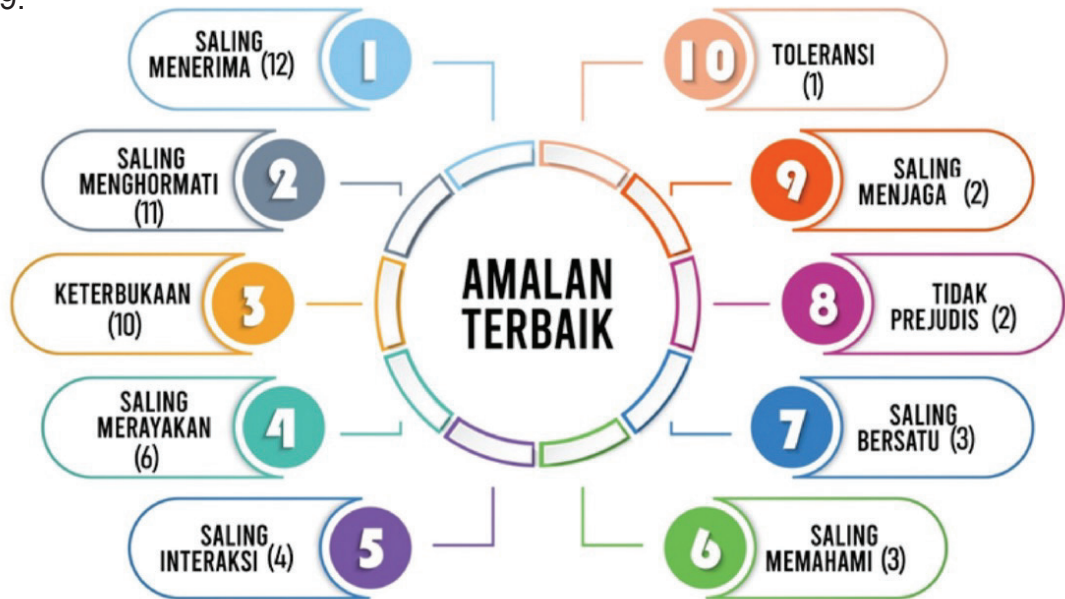 9.
1
SALING
MENERIMA (12)
2
SALING
MENGHORMATI
(11)
3
KETERBUKAAN
(10)
4
SALING
MERAYAKAN
(6)
5
SALING
INTERAKSI (4)
AMALAN
TERBAIK
10
TOLERANSI
(1)
9
SALING
MENJAGA (2)
8
TIDAK
PREJUDIS (2)
7
SALING
BERSATU (3)
6
SALING
MEMAHAMI (3)